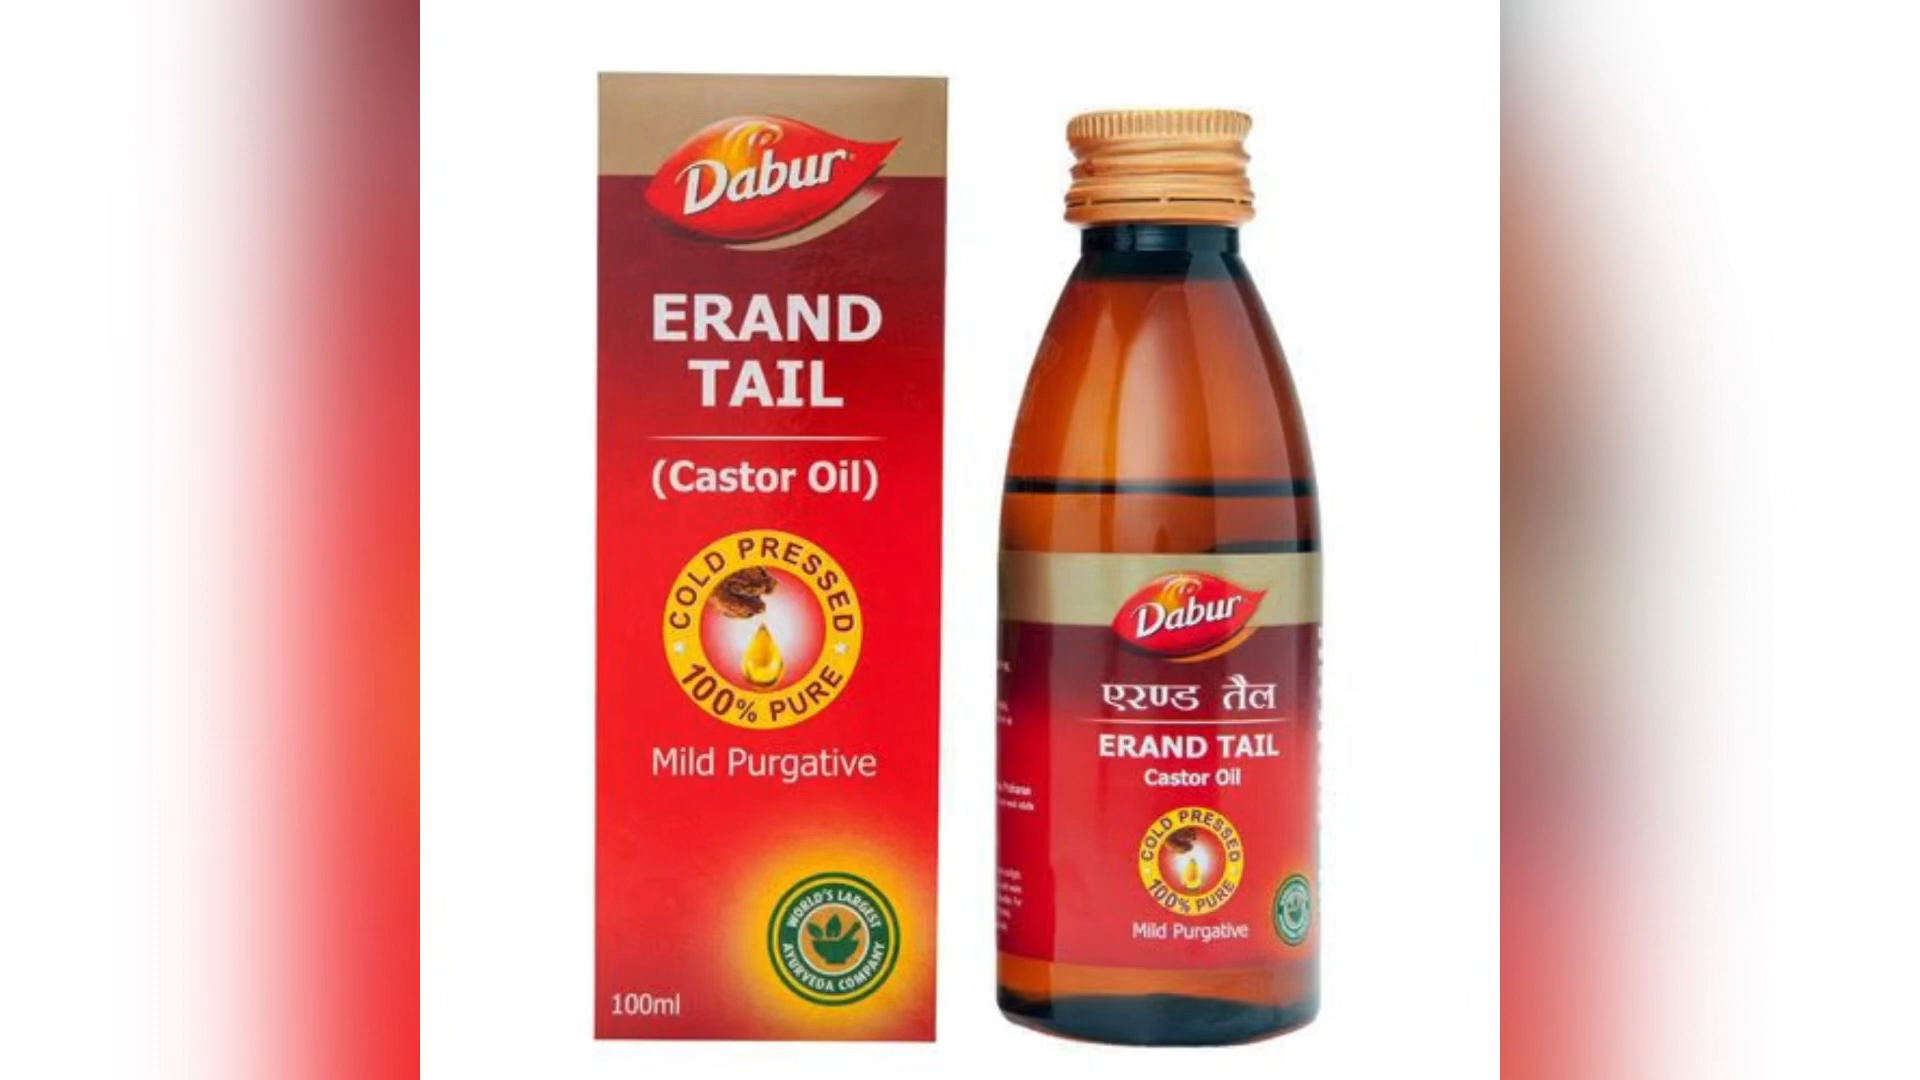 Dabur
ERAND
TAIL
(Castor Oil)
COLD PRESSED
100% PURE
Mild Purgative
WORLD'S LARGEST
AYURVEDA COMPANY
100ml
Dabur
एरण्ड तैल
ERAND TAIL
Castor Oil
COLD PRESSED
100% PURE
Mild Purgative